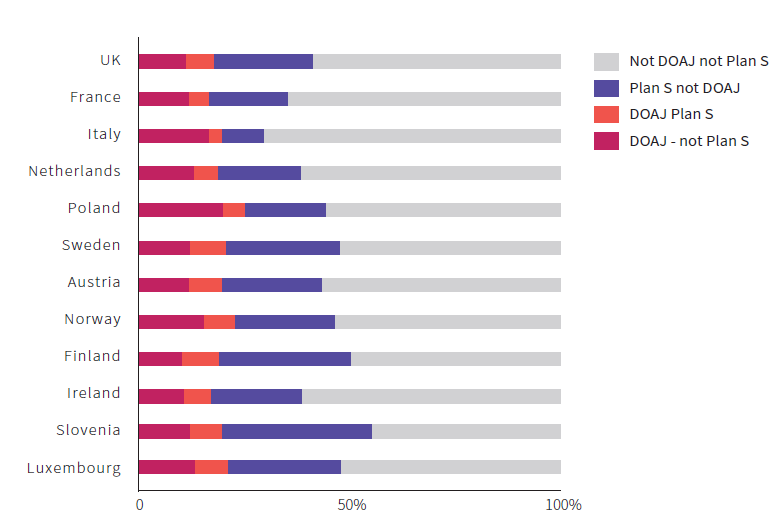 UK
France
Italy
Netherlands
Poland
Sweden
Austria
Norway
Finland
Ireland
Slovenia
Luxembourg
0
50%
100%
Not DOAJ not Plan S
Plan S not DOAJ
DOAJ Plan S
DOAJ - not Plan S